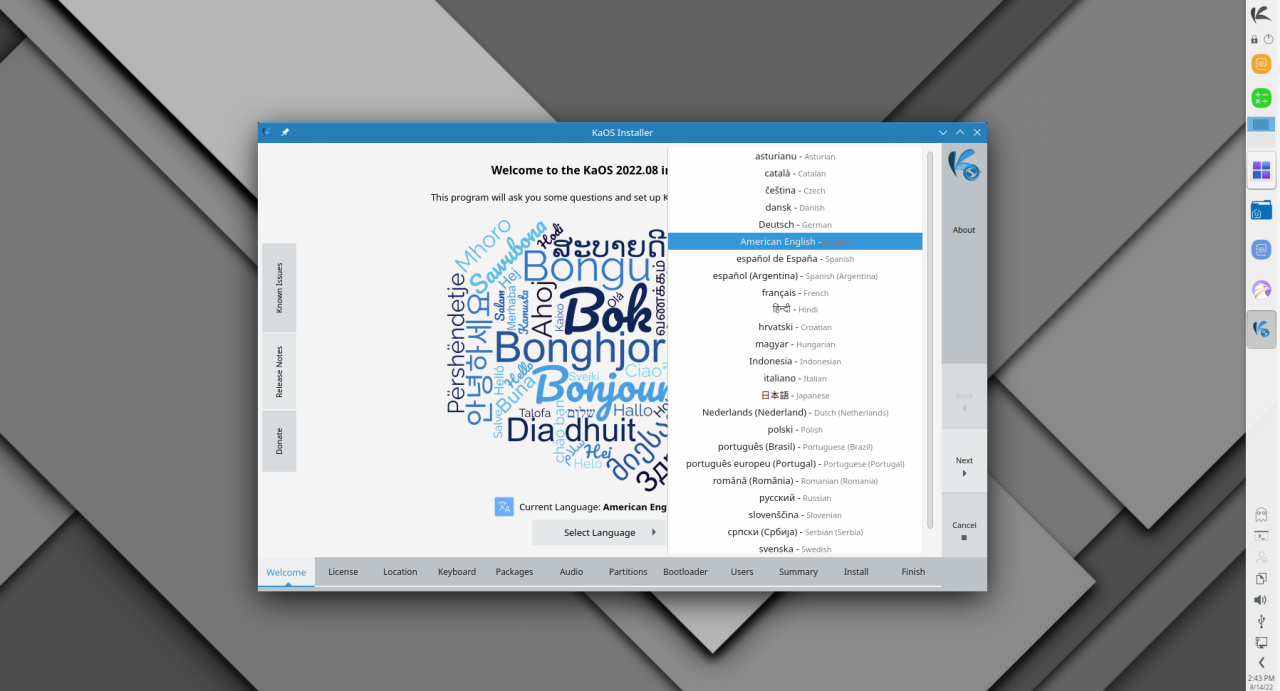 KaOS Installer
Welcome to the KaOS 2022.08 in
This program will ask you some questions and set up K
Known Issues
Release Notes
Donate
Mhoro
Sawubona
Hodi
ສະບາຍດີ
Bongu
Përshëndetje
안녕하세요
Salam
Hej
Merhaba
Kamusta
Ahoj
Kaixo
Bok
Olá
வணக்கம்
Bonghjor
Helló
Hello
Buna
Sveiki
Ciao
Bonjour
Salve
Talofa
שלום
Hallo
Dia dhuit
chào bạn
Hej
Helo
Current Language: American Eng
Select Language
asturianu - Asturian
català - Catalan
čeština - Czech
dansk - Danish
Deutsch - German
American English -
español de España - Spanish
español (Argentina) - Spanish (Argentina)
français - French
हिन्दी - Hindi
hrvatski - Croatian
magyar - Hungarian
Indonesia - Indonesian
italiano - Italian
日本語 - Japanese
Nederlands (Nederland) - Dutch (Netherlands)
polski - Polish
português (Brasil) - Portuguese (Brazil)
português europeu (Portugal) - Portuguese (Portugal)
română (România) - Romanian (Romania)
русский - Russian
slovenščina - Slovenian
српски (Србија) - Serbian (Serbia)
svenska - Swedish
About
Back
Next
Cancel
Welcome
License
Location
Keyboard
Packages
Audio
Partitions
Bootloader
Users
Summary
Install
Finish
2:43 PM
8/14/22